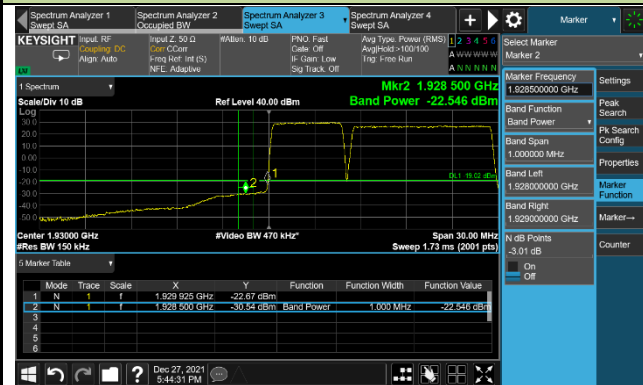 Spectrum Analyzer 1
Swept SA
Spectrum Analyzer 2
Occupied BW
Spectrum Analyzer 3
Swept SA
Spectrum Analyzer 4
Swept SA
Marker
KEYSIGHT
Input: RF
Coupling: DC
Align: Auto
Input Z: 50 Ω
Corr CCorr
Freq Ref: Int (S)
NFE: Adaptive
#Atten: 10 dB
PNO: Fast
Gate: Off
IF Gain: Low
Sig Track: Off
Avg Type: Power (RMS)
Avg|Hold:>100/100
Trig: Free Run
1 2 3 4 5 6
A W W W W W
A N N N N N
LNI
1 Spectrum
Scale/Div 10 dB
Log
Ref Level 40.00 dBm
Mkr2 1.928 500 GHz
Band Power -22.546 dBm
30.0
20.0
10.0
0.00
-10.0
-20.0
-30.0
-40.0
-50.0
2
1
DL1 -19.02 dBm
Center 1.93000 GHz
#Res BW 150 kHz
#Video BW 470 kHz*
Span 30.00 MHz
Sweep 1.73 ms (2001 pts)
5 Marker Table
Mode Trace Scale X Y Function Function Width Function Value
1 N 1 f 1.929 925 GHz -22.67 dBm
2 N 1 f 1.928 500 GHz -30.54 dBm Band Power 1.000 MHz -22.546 dBm
3
4
5
6
Dec 27, 2021
5:44:31 PM
Select Marker
Marker 2
Marker Frequency
1.928500000 GHz
Band Function
Band Power
Band Span
1.000000 MHz
Band Left
1.928000000 GHz
Band Right
1.929000000 GHz
N dB Points
-3.01 dB
On
Off
Settings
Peak
Search
Pk Search
Config
Properties
Marker
Function
Marker→
Counter